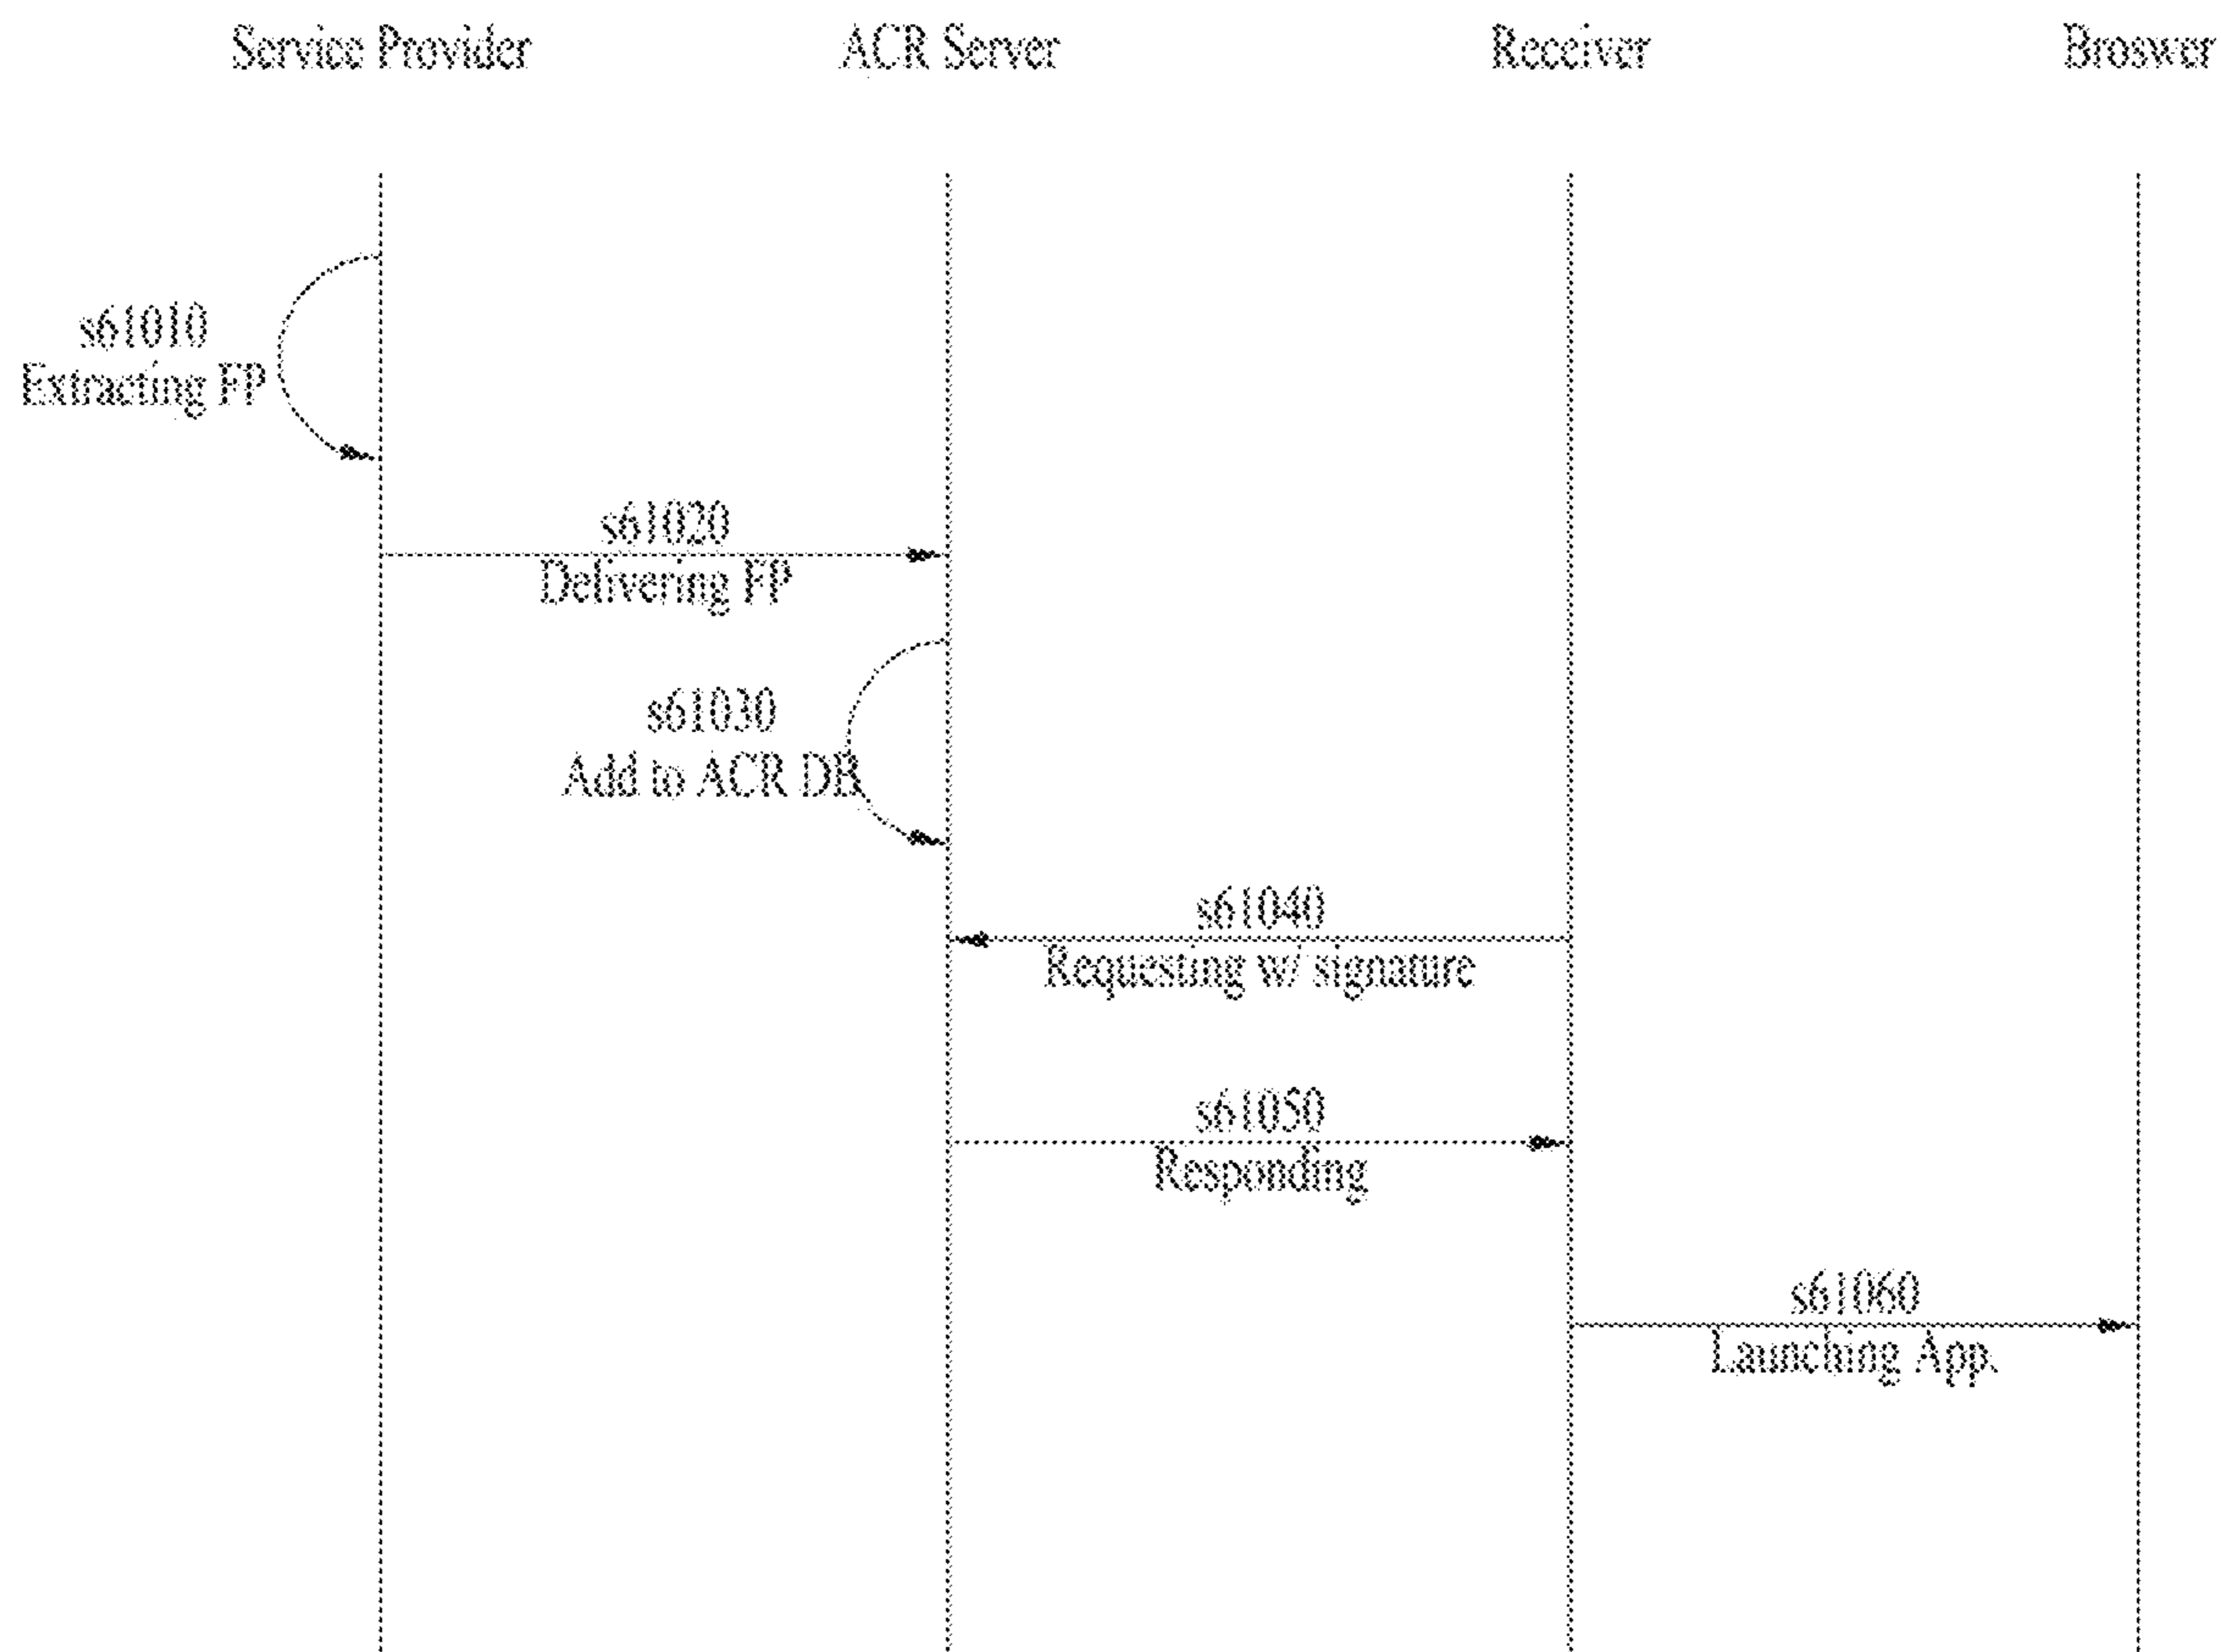 Service Provider
ACR Server
Receiver
Broswer
s61010
Extracting FP
s61020
Delivering FP
s61030
Add to ACR DB
s61040
Requesting w/ signature
s61050
Responding
s61060
Launching App.